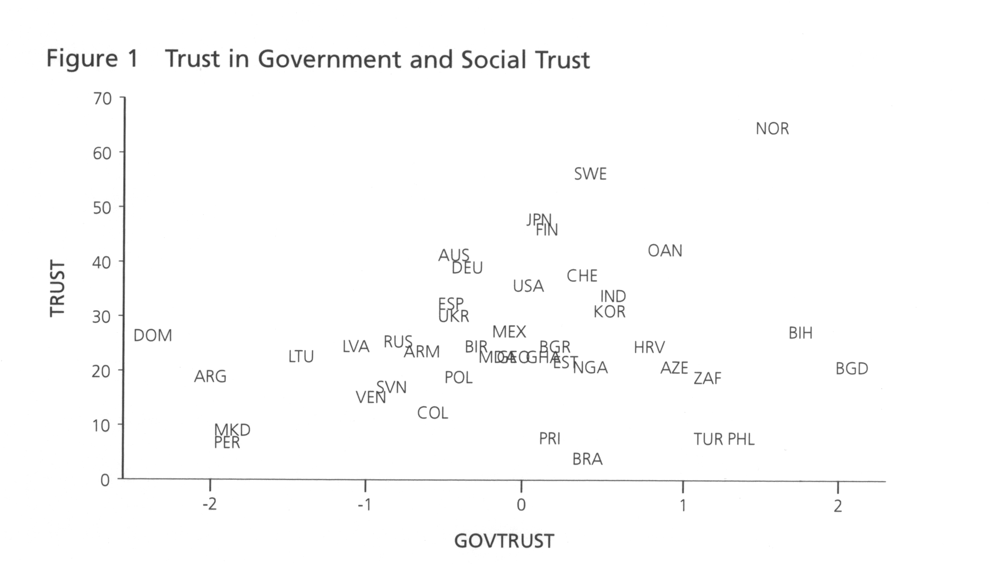 Figure 1 Trust in Government and Social Trust
70
NOR
60
SWE
50
JPN
FIN
OAN
AUS
40
DEU
CHE
USA
IND
ESP
KOR
30
UKR
MEX
BIH
DOM
RUS
LVA
BIR
BGR
HRV
ARM
LTU
MDA
GEO
GHA
EST
NGA
AZE
BGD
20
ARG
POL
ZAF
SVN
VEN
COL
10
MKD
PER
PRI
TUR PHL
BRA
0
TRUST
-2 -1 0 1 2
GOVTRUST